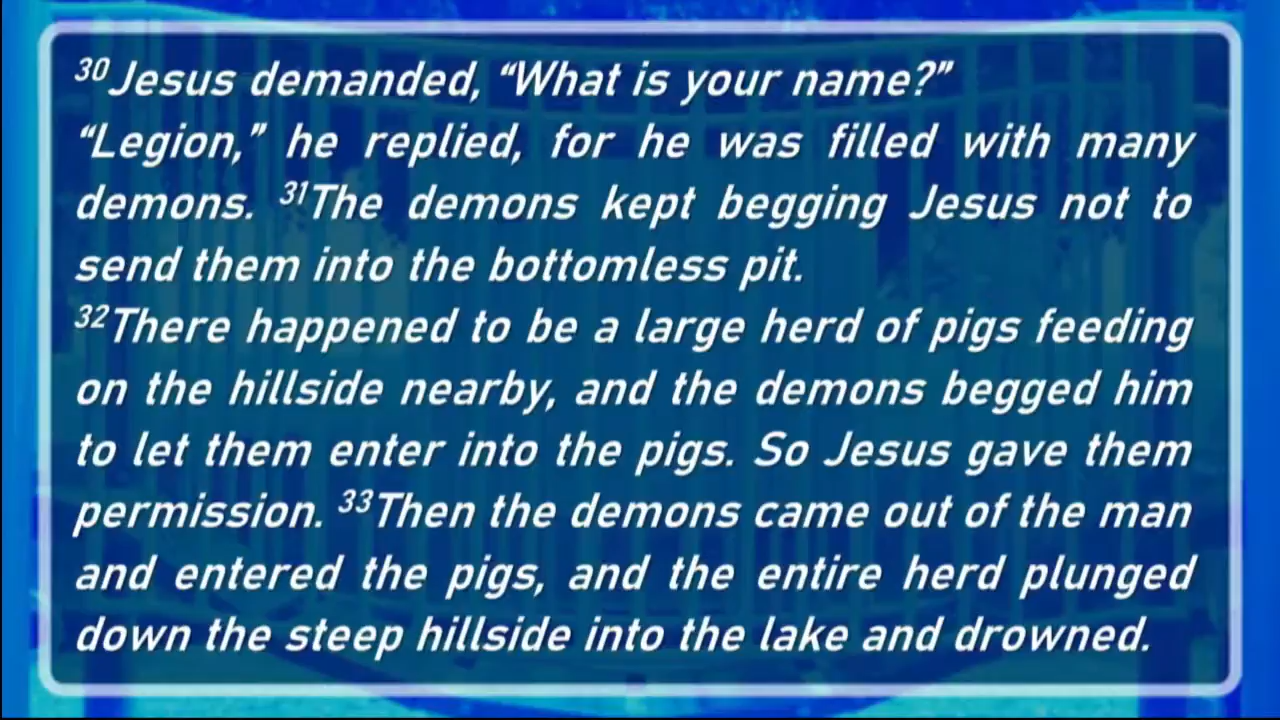 30 Jesus demanded, “What is your name?”
“Legion,” he replied, for he was filled with many
demons. 31The demons kept begging Jesus not to
send them into the bottomless pit.
32There happened to be a large herd of pigs feeding
on the hillside nearby, and the demons begged him
to let them enter into the pigs. So Jesus gave them
permission. 33Then the demons came out of the man
and entered the pigs, and the entire herd plunged
down the steep hillside into the lake and drowned.